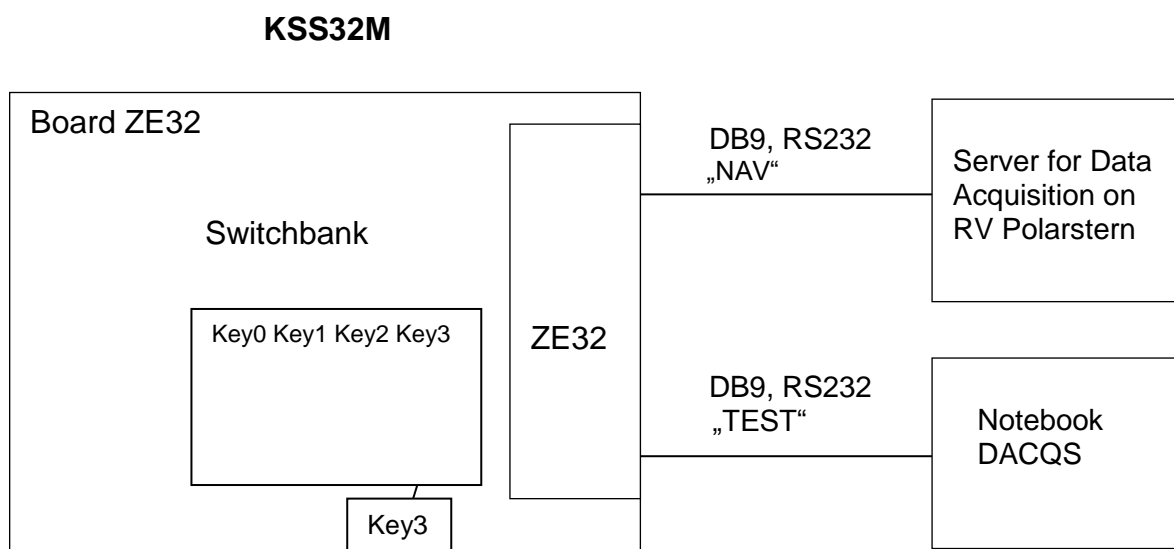 KSS32M
Board ZE32
Switchbank
Key0 Key1 Key2 Key3
Key3
ZE32
DB9, RS232
„NAV“
Server for Data
Acquisition on
RV Polarstern
DB9, RS232
„TEST“
Notebook
DACQS